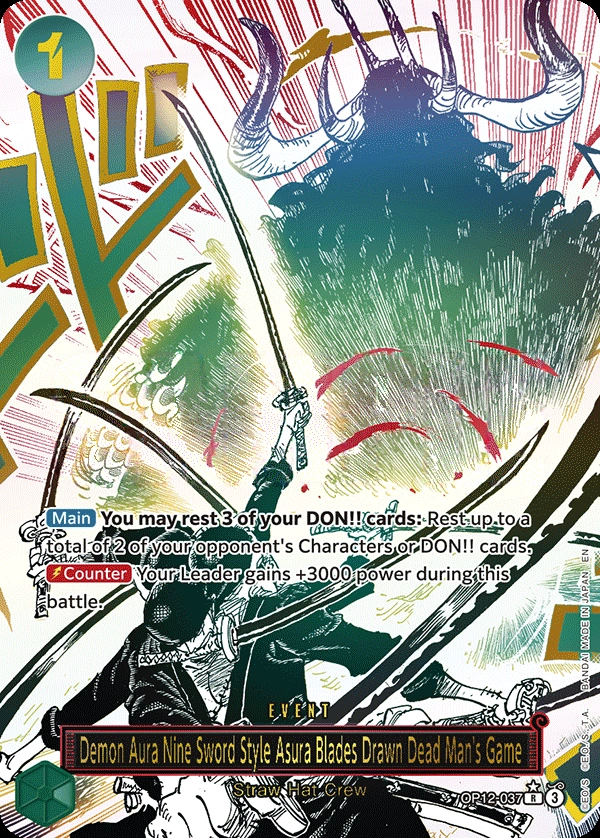 1
Main You may rest 3 of your DON!! cards: Rest up to a
total of 2 of your opponent's Characters or DON!! cards.
Counter Your Leader gains +3000 power during this
battle.
EVENT
Demon Aura Nine Sword Style Asura Blades Drawn Dead Man's Game
Straw Hat Crew
OP12-037 R 3
©EO/S ©E.O./S., T.A. BANDAI MADE IN JAPAN EN